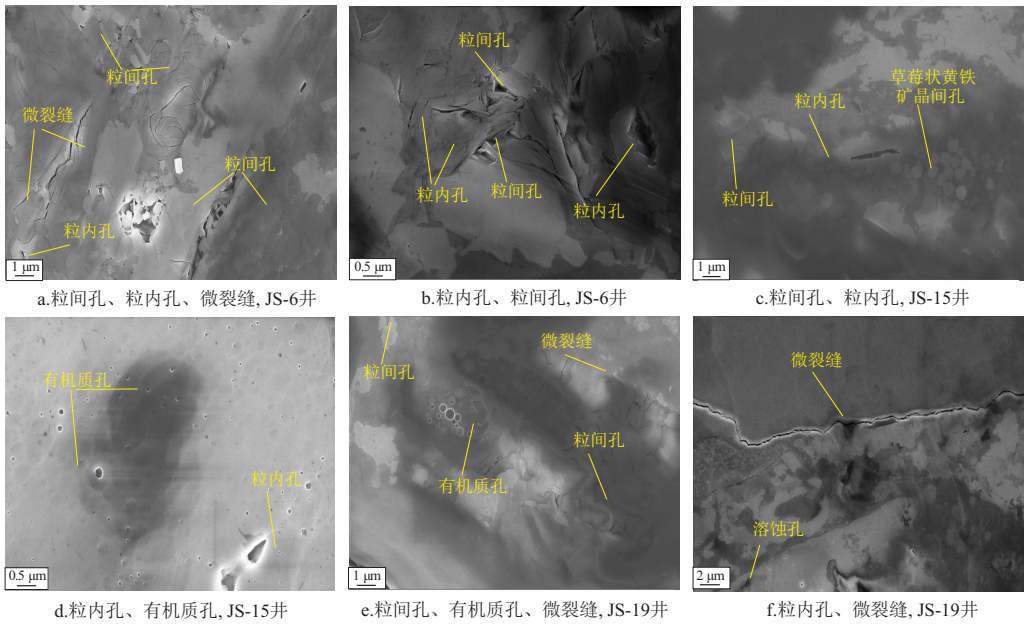 粒间孔
微裂缝
粒间孔
粒内孔
1 μm
a.粒间孔、粒内孔、微裂缝, JS-6井
粒间孔
粒内孔
粒间孔
粒内孔
0.5 μm
b.粒内孔、粒间孔, JS-6井
草莓状黄铁
矿晶间孔
粒内孔
粒间孔
1 μm
c.粒间孔、粒内孔, JS-15井
有机质孔
粒内孔
0.5 μm
d.粒内孔、有机质孔, JS-15井
微裂缝
粒间孔
粒间孔
有机质孔
1 μm
e.粒间孔、有机质孔、微裂缝, JS-19井
微裂缝
溶蚀孔
2 μm
f.粒内孔、微裂缝, JS-19井